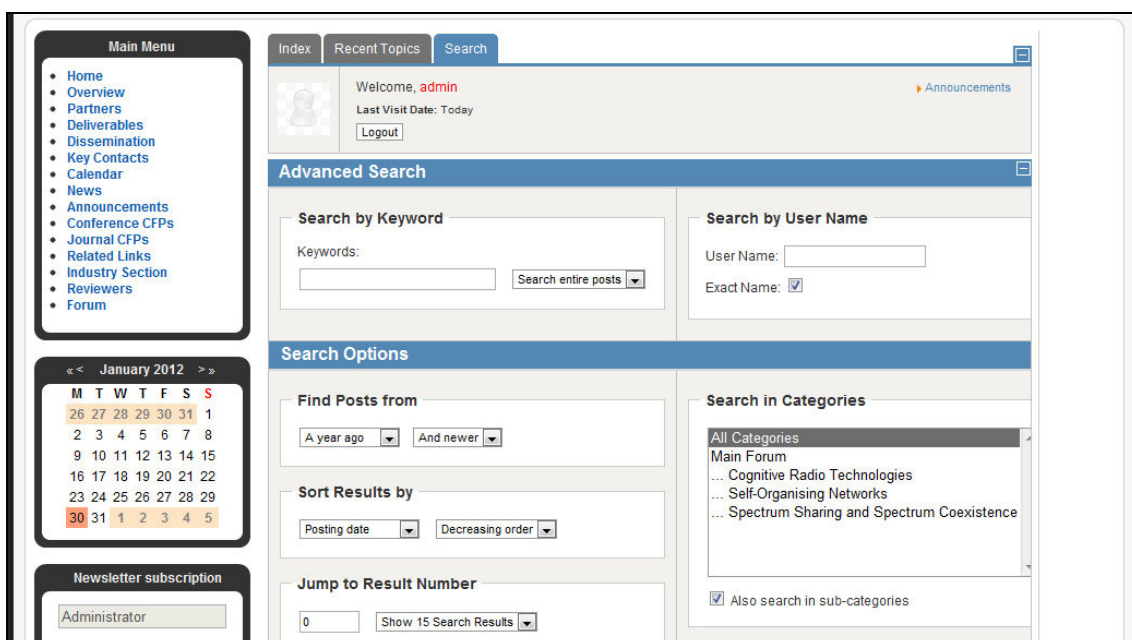 Main Menu
Home
Overview
Partners
Deliverables
Dissemination
Key Contacts
Calendar
News
Announcements
Conference CFPs
Journal CFPs
Related Links
Industry Section
Reviewers
Forum
« < January 2012 > »
M T W T F S S
26 27 28 29 30 31 1
2 3 4 5 6 7 8
9 10 11 12 13 14 15
16 17 18 19 20 21 22
23 24 25 26 27 28 29
30 31 1 2 3 4 5
Newsletter subscription
Administrator
Index Recent Topics Search
Welcome, admin
Last Visit Date: Today
Logout
Announcements
Advanced Search
Search by Keyword
Keywords:
Search entire posts
Search by User Name
User Name:
Exact Name:
Search Options
Find Posts from
A year ago And newer
Sort Results by
Posting date Decreasing order
Jump to Result Number
0 Show 15 Search Results
Search in Categories
All Categories
Main Forum
... Cognitive Radio Technologies
... Self-Organising Networks
... Spectrum Sharing and Spectrum Coexistence
Also search in sub-categories